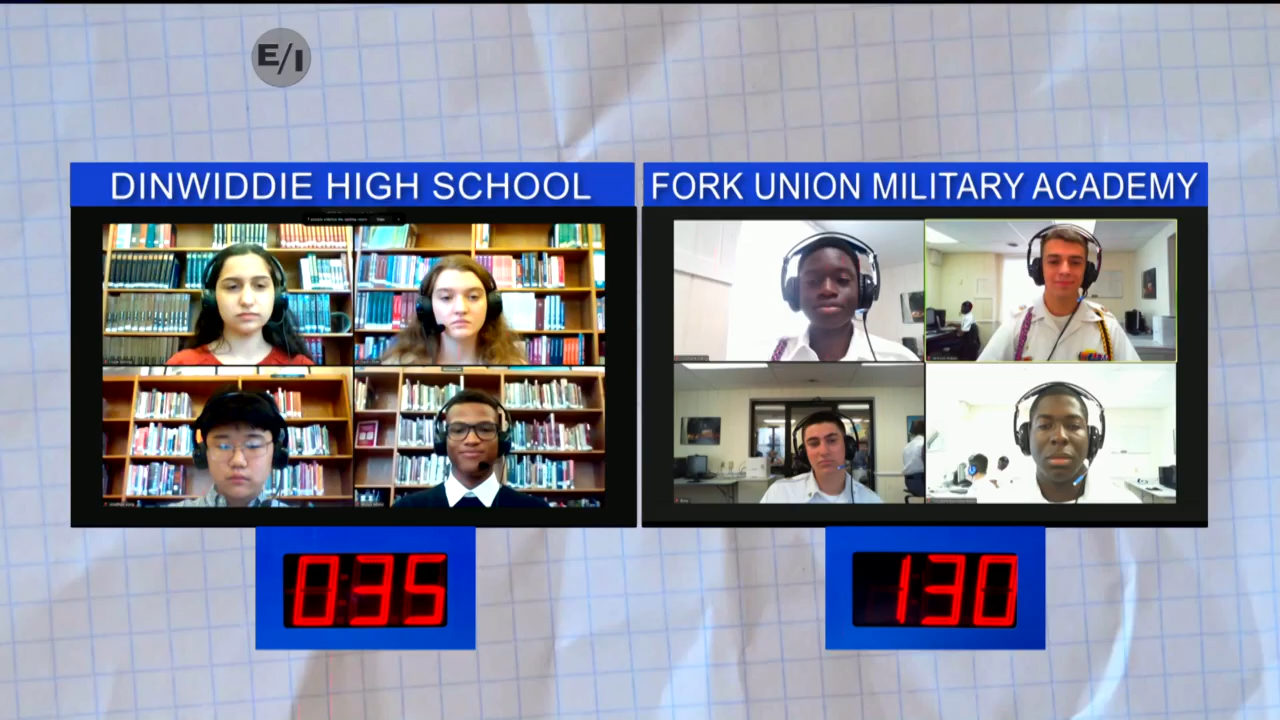 E/I
DINWIDDIE HIGH SCHOOL
FORK UNION MILITARY ACADEMY
035
130